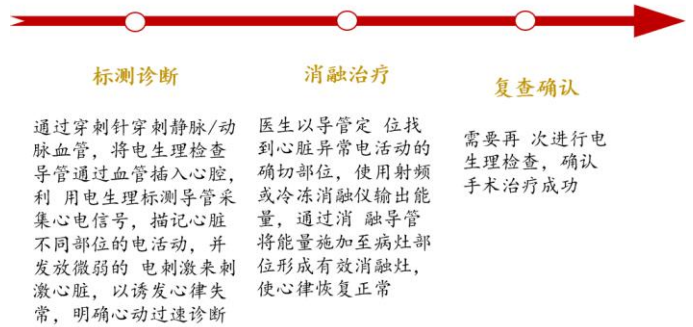 标测诊断
通过穿刺针穿刺静脉/动
脉血管，将电生理检查
导管通过血管插入心腔，
利 用电生理标测导管采
集心电信号，描记心脏
不同部位的电活动，并
发放微弱的 电刺激来刺
激心脏，以诱发心律失
常，明确心动过速诊断
消融治疗
医生以导管定 位找
到心脏异常电活动的
确切部位，使用射频
或冷冻消融仪输出能
量，通过消 融导管
将能量施加至病灶部
位形成有效消融灶，
使心律恢复正常
复查确认
需要再 次进行电
生理检查，确认
手术治疗成功